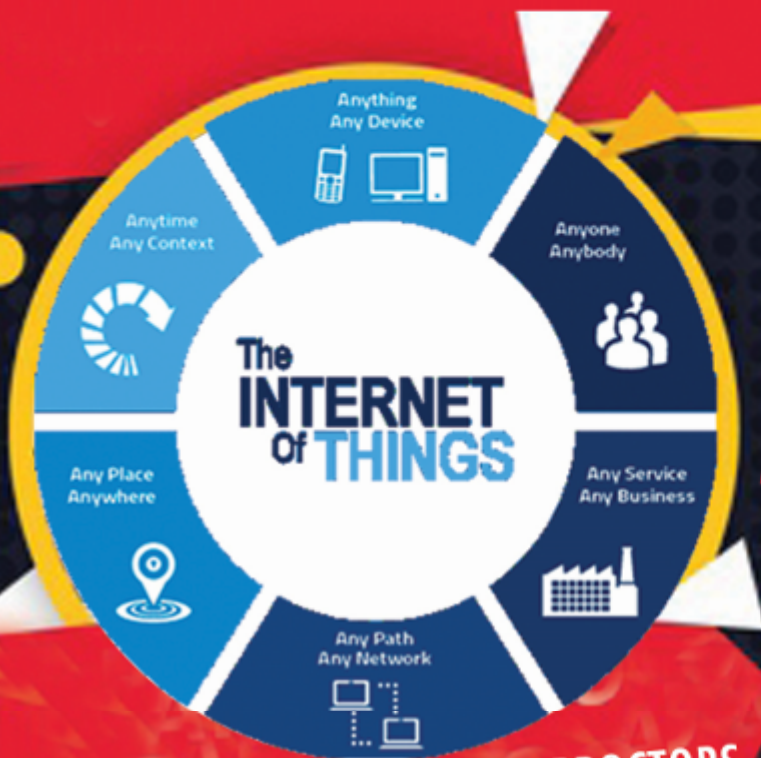 Anything
Any Device
Anyone
Anybody
Any Service
Any Business
Any Path
Any Network
Any Place
Anywhere
Anytime
Any Context
The
INTERNET
Of THINGS